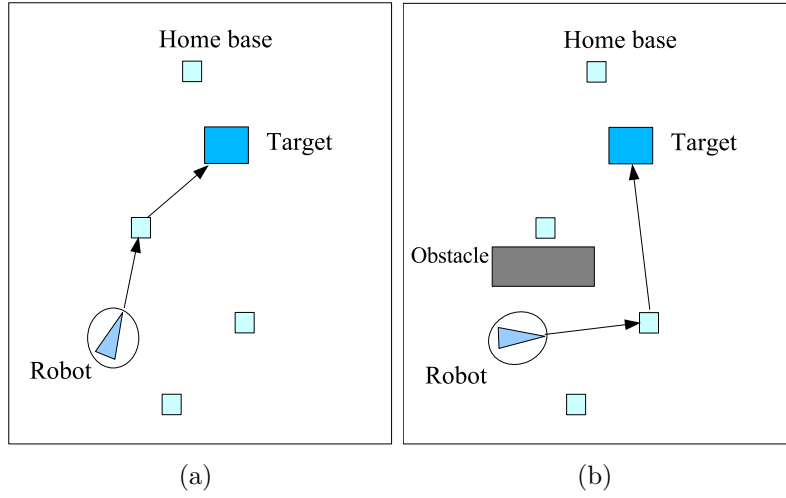 Home base
Target
Robot
(a)
Home base
Target
Obstacle
Robot
(b)